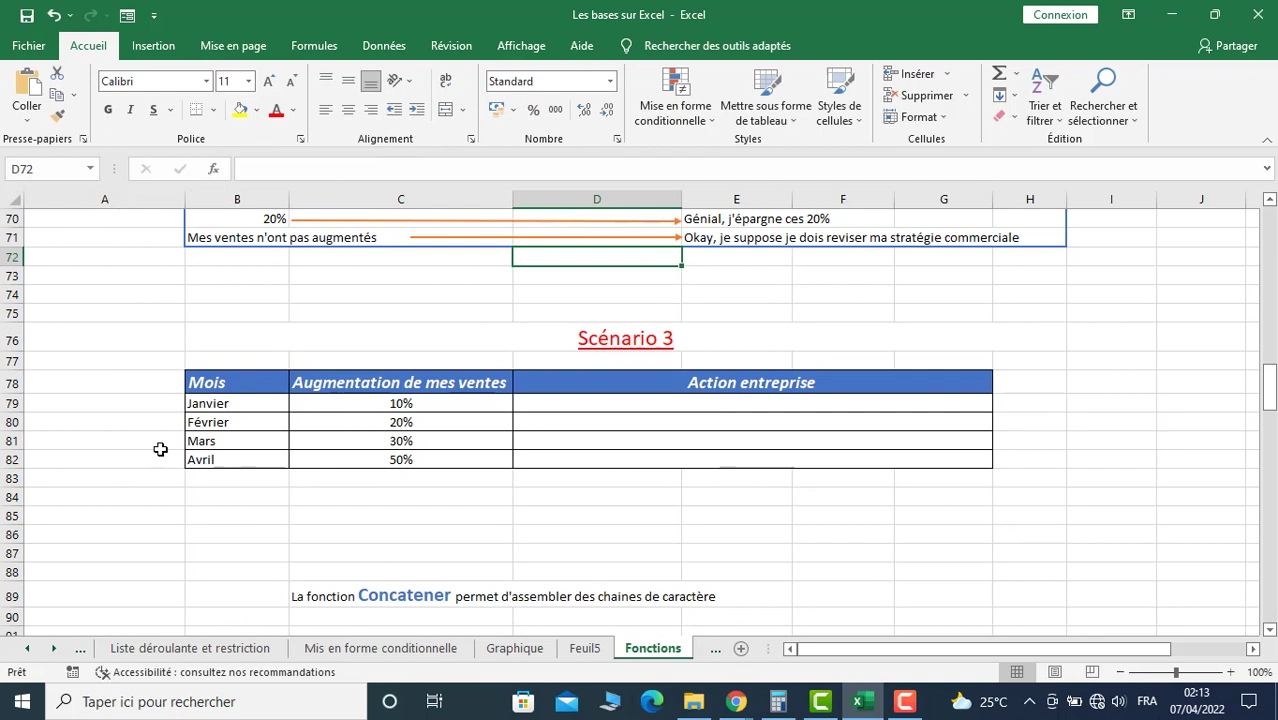 Les bases sur Excel - Excel
Connexion
Fichier Accueil Insertion Mise en page Formules Données Révision Affichage Aide Rechercher des outils adaptés Partager
Coller
Calibri 11
Standard
Mise en forme conditionnelle
Mettre sous forme de tableau
Styles de cellules
Insérer
Supprimer
Format
Trier et filtrer
Rechercher et sélectionner
G I S
% 000
Presse-papiers Police Alignement Nombre Styles Cellules Édition
D72 fx
A B C D E F G H I J
70 20% Génial, j'épargne ces 20%
71 Mes ventes n'ont pas augmentés Okay, je suppose je dois reviser ma stratégie commerciale
72
73
74
75
76 Scénario 3
77
78 Mois Augmentation de mes ventes Action entreprise
79 Janvier 10%
80 Février 20%
81 Mars 30%
82 Avril 50%
83
84
85
86
87
88
89 La fonction Concatener permet d'assembler des chaines de caractère
90
91
... Liste déroulante et restriction Mis en forme conditionnelle Graphique Feuil5 Fonctions ...
Prêt Accessibilité : consultez nos recommandations 100%
Taper ici pour rechercher 25°C FRA 02:13
07/04/2022